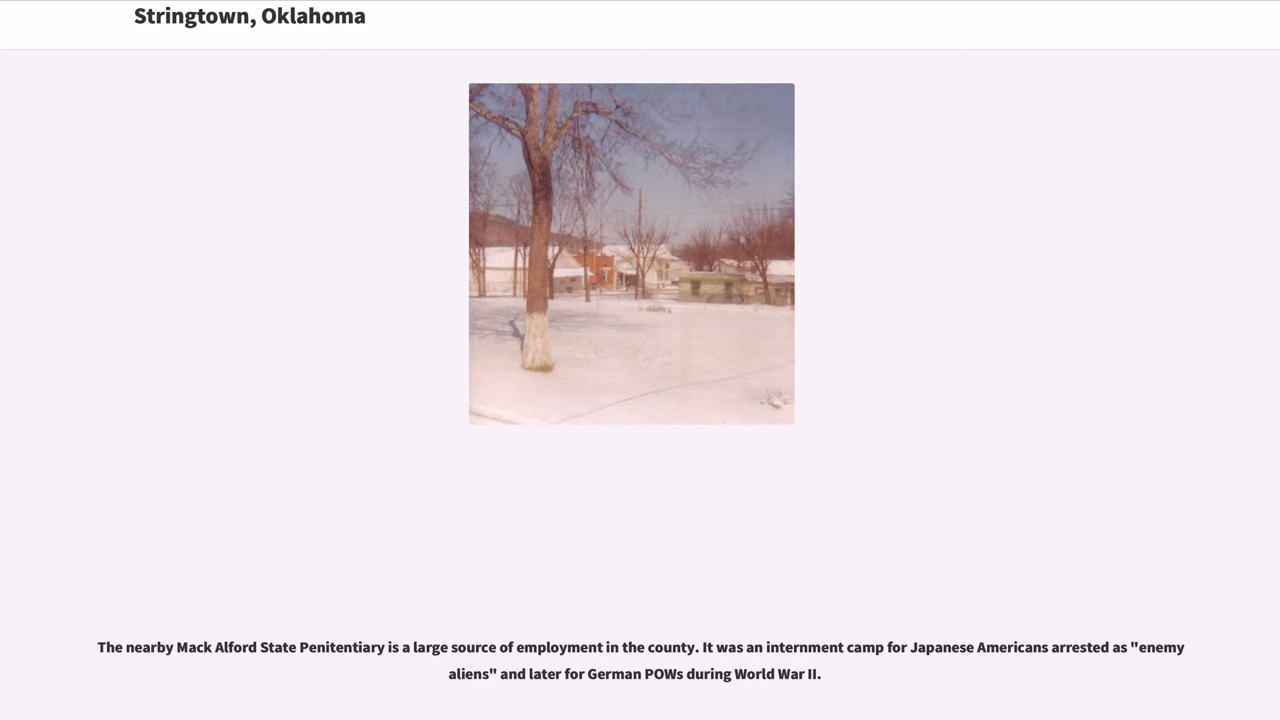 Stringtown, Oklahoma
The nearby Mack Alford State Penitentiary is a large source of employment in the county. It was an internment camp for Japanese Americans arrested as "enemy
aliens" and later for German POWs during World War II.